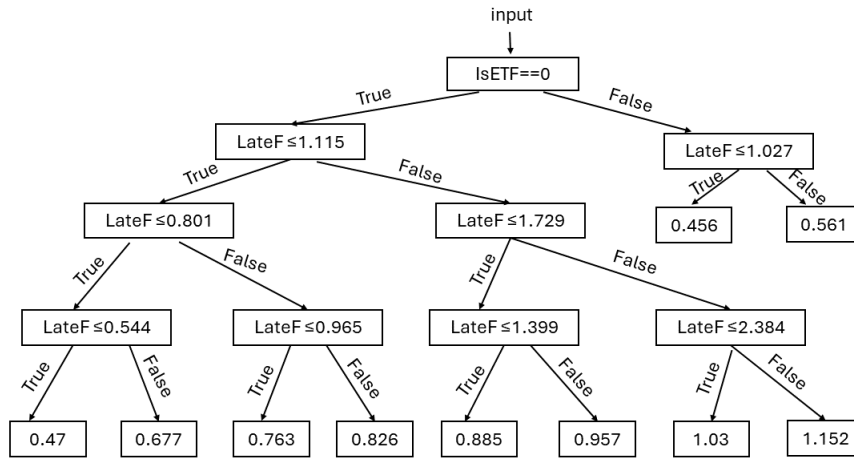 input
IsETF==0
True
False
LateF ≤1.115
LateF ≤1.027
True
False
True
False
LateF ≤0.801
LateF ≤1.729
0.456
0.561
True
False
True
False
LateF ≤0.544
LateF ≤0.965
LateF ≤1.399
LateF ≤2.384
True
False
True
False
True
False
True
False
0.47
0.677
0.763
0.826
0.885
0.957
1.03
1.152